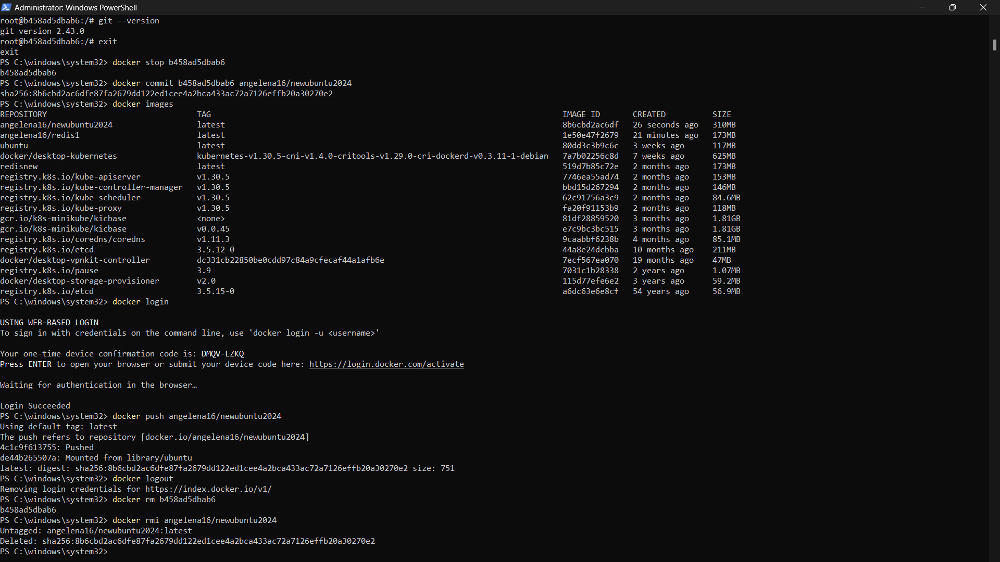 Administrator: Windows PowerShell
root@b458ad5dbab6:/# git --version
git version 2.43.0
root@b458ad5dbab6:/# exit
exit
PS C:\windows\system32> docker stop b458ad5dbab6
b458ad5dbab6
PS C:\windows\system32> docker commit b458ad5dbab6 angelena16/newubuntu2024
sha256:8b6cbd2ac6dfe87fa2679dd122ed1cee4a2bca433ac72a7126effb20a30270e2
PS C:\windows\system32> docker images
REPOSITORY TAG IMAGE ID CREATED SIZE
angelena16/newubuntu2024 latest 8b6cbd2ac6df 26 seconds ago 310MB
angelena16/redis1 latest 1e50e47f2679 21 minutes ago 173MB
ubuntu latest 80dd3c3b9c6c 3 weeks ago 117MB
docker/desktop-kubernetes kubernetes-v1.30.5-cni-v1.4.0-critools-v1.29.0-cri-dockerd-v0.3.11-1-debian 7a7b02256c8d 7 weeks ago 625MB
redisnew latest 519d7b85c72e 2 months ago 173MB
registry.k8s.io/kube-apiserver v1.30.5 7746ea55ad74 2 months ago 153MB
registry.k8s.io/kube-controller-manager v1.30.5 bbd15d267294 2 months ago 146MB
registry.k8s.io/kube-scheduler v1.30.5 62c91756a3c9 2 months ago 84.6MB
registry.k8s.io/kube-proxy v1.30.5 fa20f91153b9 2 months ago 118MB
gcr.io/k8s-minikube/kicbase <none> 81df28859520 3 months ago 1.81GB
gcr.io/k8s-minikube/kicbase v0.0.45 e7c9bc3bc515 3 months ago 1.81GB
registry.k8s.io/coredns/coredns v1.11.3 9caabbf6238b 4 months ago 85.1MB
registry.k8s.io/etcd 3.5.12-0 44a8e24dcbba 10 months ago 211MB
docker/desktop-vpnkit-controller dc331cb22850be0cdd97c84a9cfecaf44a1afb6e 7ecf567ea070 19 months ago 47MB
registry.k8s.io/pause 3.9 7031c1b28338 2 years ago 1.07MB
docker/desktop-storage-provisioner v2.0 115d77efe6e2 3 years ago 59.2MB
registry.k8s.io/etcd 3.5.15-0 a6dc63e6e8cf 54 years ago 56.9MB
PS C:\windows\system32> docker login
USING WEB-BASED LOGIN
To sign in with credentials on the command line, use 'docker login -u <username>'
Your one-time device confirmation code is: DMQV-LZKQ
Press ENTER to open your browser or submit your device code here: https://login.docker.com/activate
Waiting for authentication in the browser…
Login Succeeded
PS C:\windows\system32> docker push angelena16/newubuntu2024
Using default tag: latest
The push refers to repository [docker.io/angelena16/newubuntu2024]
4c1c9f613755: Pushed
de44b265507a: Mounted from library/ubuntu
latest: digest: sha256:8b6cbd2ac6dfe87fa2679dd122ed1cee4a2bca433ac72a7126effb20a30270e2 size: 751
PS C:\windows\system32> docker logout
Removing login credentials for https://index.docker.io/v1/
PS C:\windows\system32> docker rm b458ad5dbab6
b458ad5dbab6
PS C:\windows\system32> docker rmi angelena16/newubuntu2024
Untagged: angelena16/newubuntu2024:latest
Deleted: sha256:8b6cbd2ac6dfe87fa2679dd122ed1cee4a2bca433ac72a7126effb20a30270e2
PS C:\windows\system32>